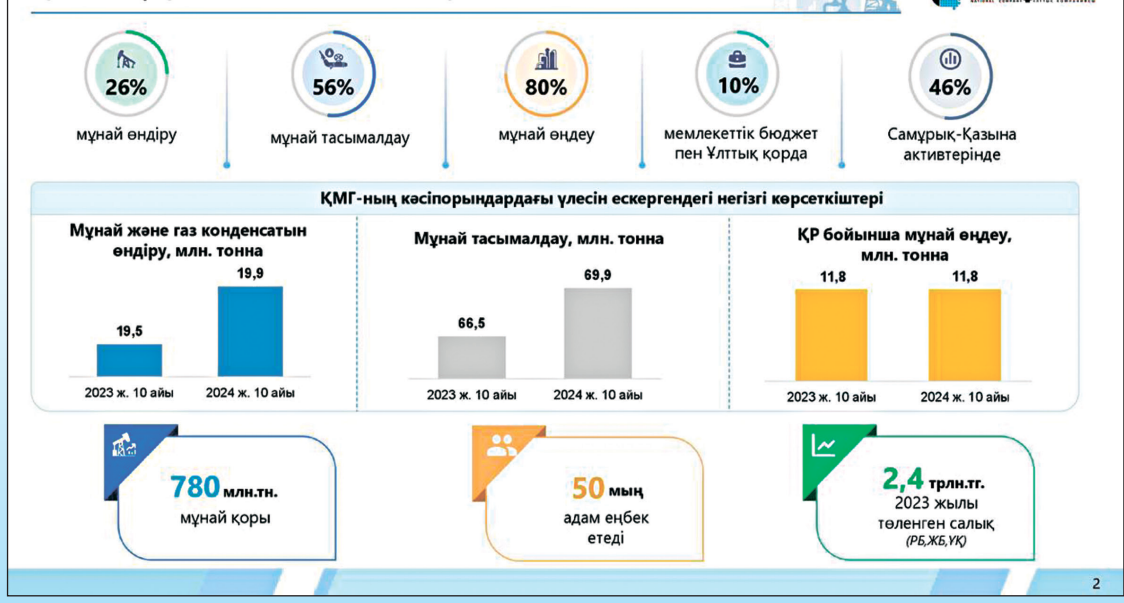 26%
мұнай өндіру
56%
мұнай тасымалдау
80%
мұнай өңдеу
10%
мемлекеттік бюджет
пен Ұлттық қорда
46%
Самұрық-Қазына
активтерінде
ҚМГ-ның кәсіпорындардағы үлесін ескергендегі негізгі көрсеткіштері
Мұнай және газ конденсатын
өндіру, млн. тонна
19,5
19,9
2023 ж. 10 айы
2024 ж. 10 айы
Мұнай тасымалдау, млн. тонна
66,5
69,9
2023 ж. 10 айы
2024 ж. 10 айы
ҚР бойынша мұнай өңдеу,
млн. тонна
11,8
11,8
2023 ж. 10 айы
2024 ж. 10 айы
780 млн.тн.
мұнай қоры
50 мың
адам еңбек
етеді
2,4 трлн.тг.
2023 жылы
төленген салық
(РБ,ЖБ,ҮҚ)
2